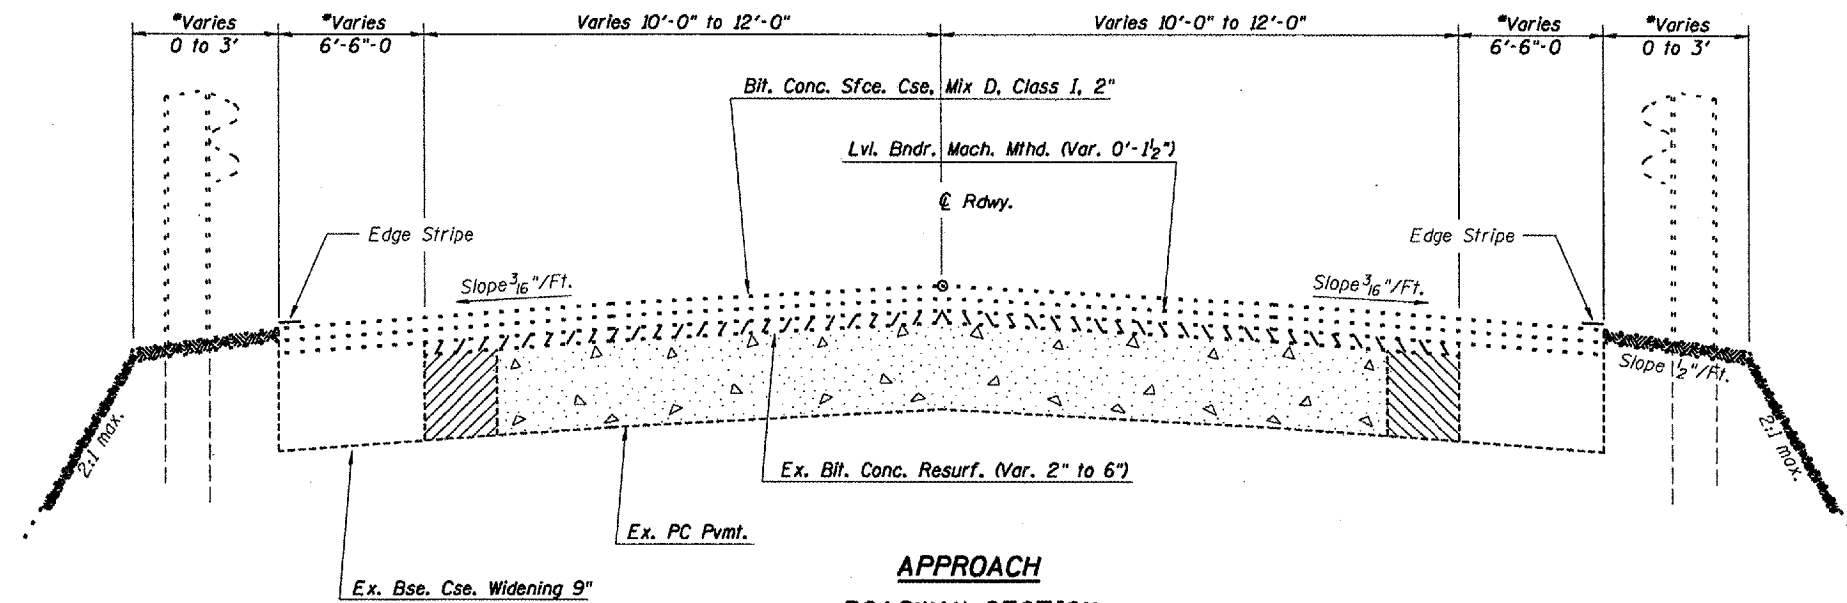 *Varies
0 to 3'
*Varies
6'-6"-0
Varies 10'-0" to 12'-0"
Varies 10'-0" to 12'-0"
*Varies
6'-6"-0
*Varies
0 to 3'
Bit. Conc. Sfce. Cse, Mix D, Class I, 2"
Lvl. Bndr. Mach. Mthd. (Var. 0'-1½")
℄ Rdwy.
Edge Stripe
Edge Stripe
Slope 3/16"/Ft.
Slope 3/16"/Ft.
Slope 1/2"/Ft.
2:1 max.
2:1 max.
Ex. Bit. Conc. Resurf. (Var. 2" to 6")
Ex. PC Pvmt.
Ex. Bse. Cse. Widening 9"
APPROACH
ROADWAY SECTION